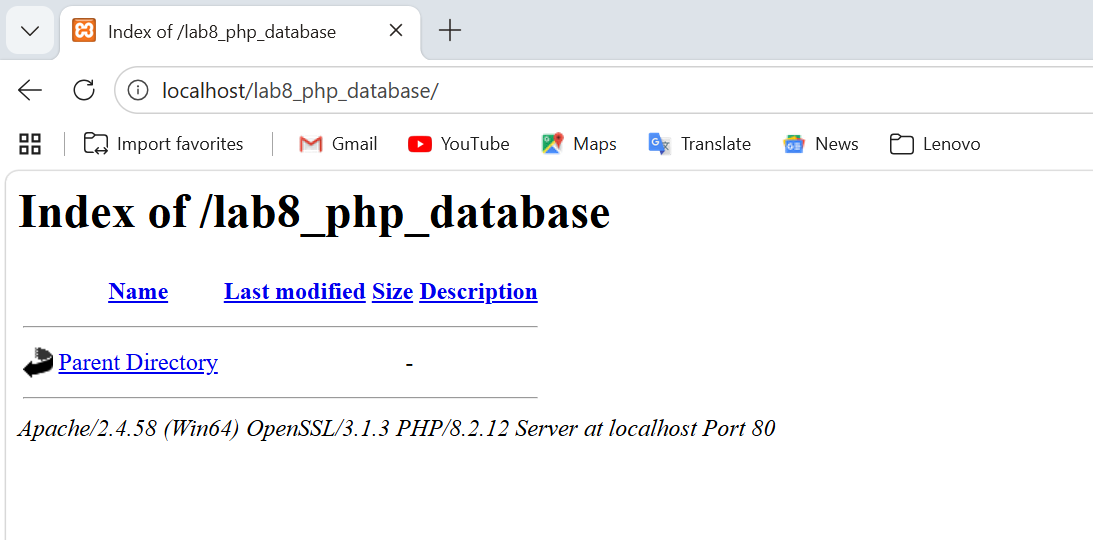 Index of /lab8_php_database
localhost/lab8_php_database/
Import favorites Gmail YouTube Maps Translate News Lenovo
Index of /lab8_php_database
Name Last modified Size Description
Parent Directory -
Apache/2.4.58 (Win64) OpenSSL/3.1.3 PHP/8.2.12 Server at localhost Port 80